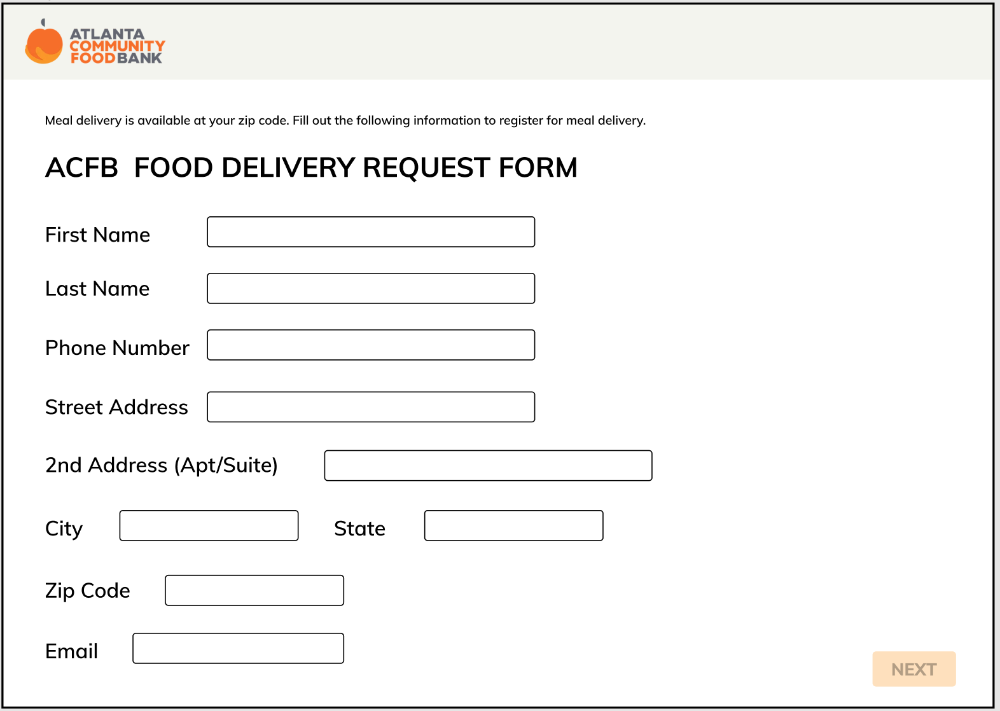 ATLANTA
COMMUNITY
FOODBANK
Meal delivery is available at your zip code. Fill out the following information to register for meal delivery.
ACFB  FOOD DELIVERY REQUEST FORM
First Name
Last Name
Phone Number
Street Address
2nd Address (Apt/Suite)
City State
Zip Code
Email
NEXT